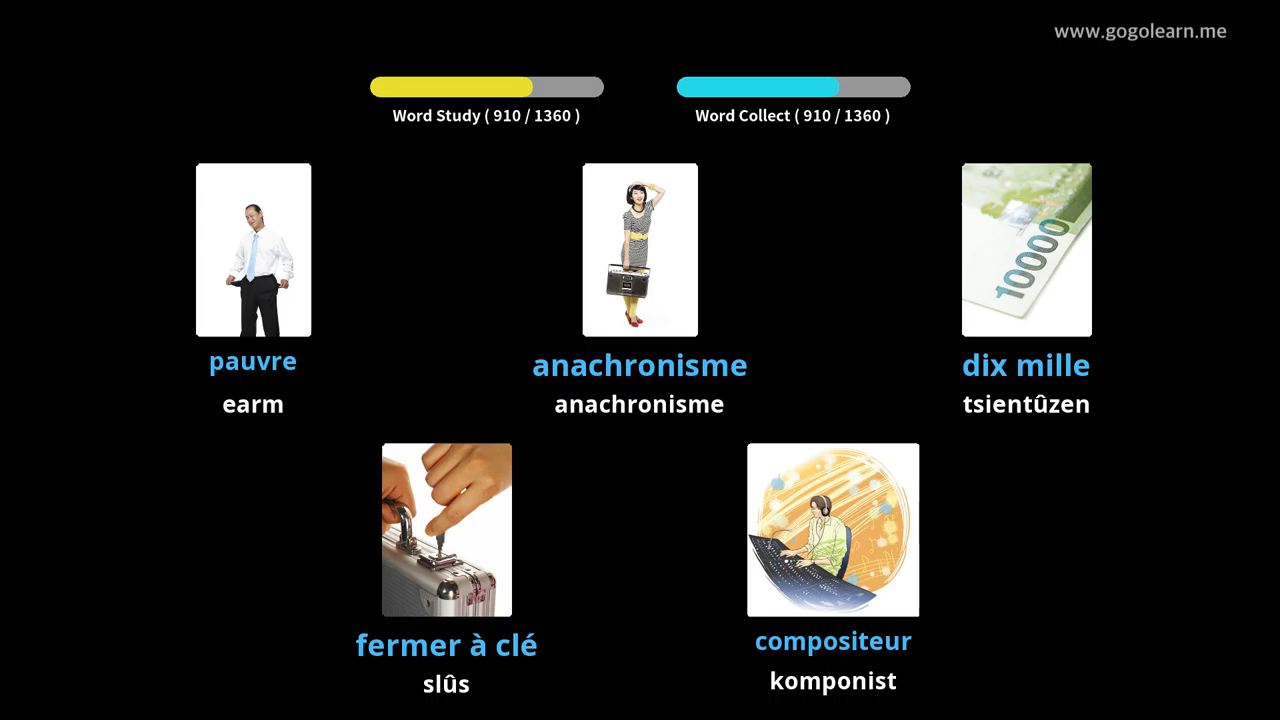 www.gogolearn.me
Word Study ( 910 / 1360 )
Word Collect ( 910 / 1360 )
10000
pauvre
earm
anachronisme
anachronisme
dix mille
tsientûzen
fermer à clé
slûs
compositeur
komponist